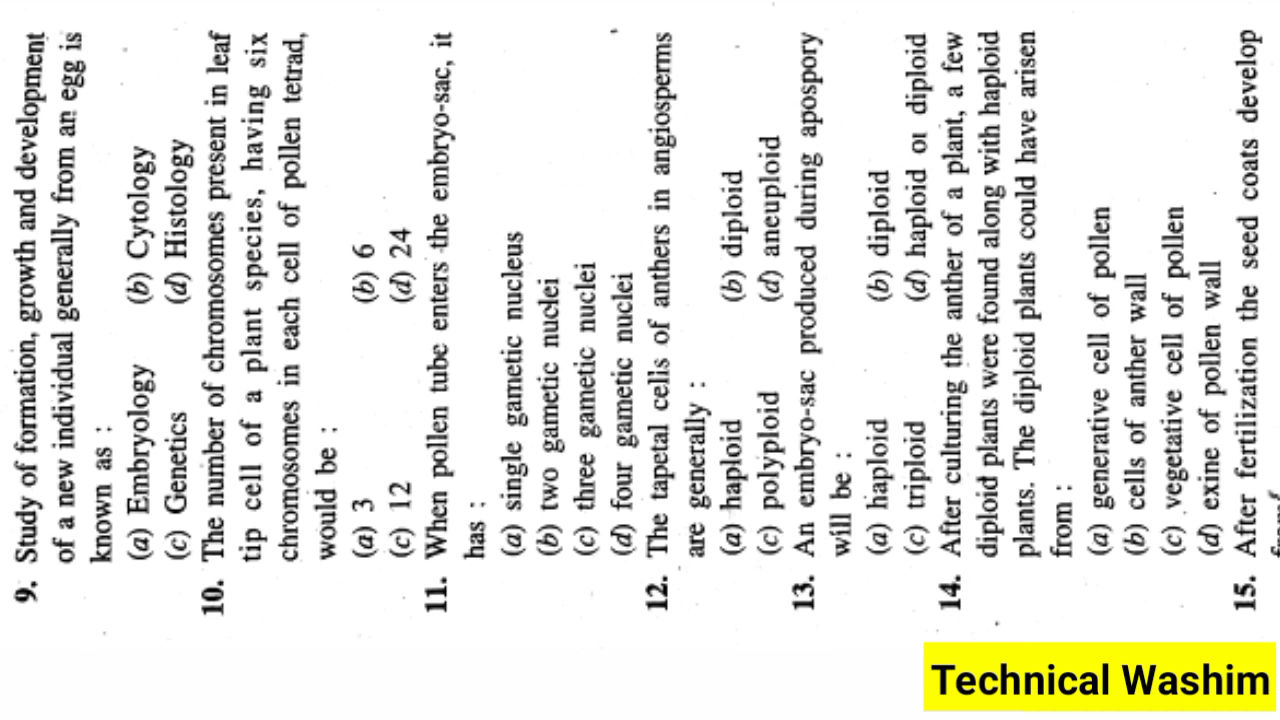 9. Study of formation, growth and development
of a new individual generally from an egg is
known as :
(a) Embryology (b) Cytology
(c) Genetics (d) Histology
10. The number of chromosomes present in leaf
tip cell of a plant species, having six
chromosomes in each cell of pollen tetrad,
would be :
(a) 3 (b) 6
(c) 12 (d) 24
11. When pollen tube enters the embryo-sac, it
has :
(a) single gametic nucleus
(b) two gametic nuclei
(c) three gametic nuclei
(d) four gametic nuclei
12. The tapetal cells of anthers in angiosperms
are generally :
(a) haploid (b) diploid
(c) polyploid (d) aneuploid
13. An embryo-sac produced during apospory
will be :
(a) haploid (b) diploid
(c) triploid (d) haploid or diploid
14. After culturing the anther of a plant, a few
diploid plants were found along with haploid
plants. The diploid plants could have arisen
from :
(a) generative cell of pollen
(b) cells of anther wall
(c) vegetative cell of pollen
(d) exine of pollen wall
15. After fertilization the seed coats develop
Technical Washim